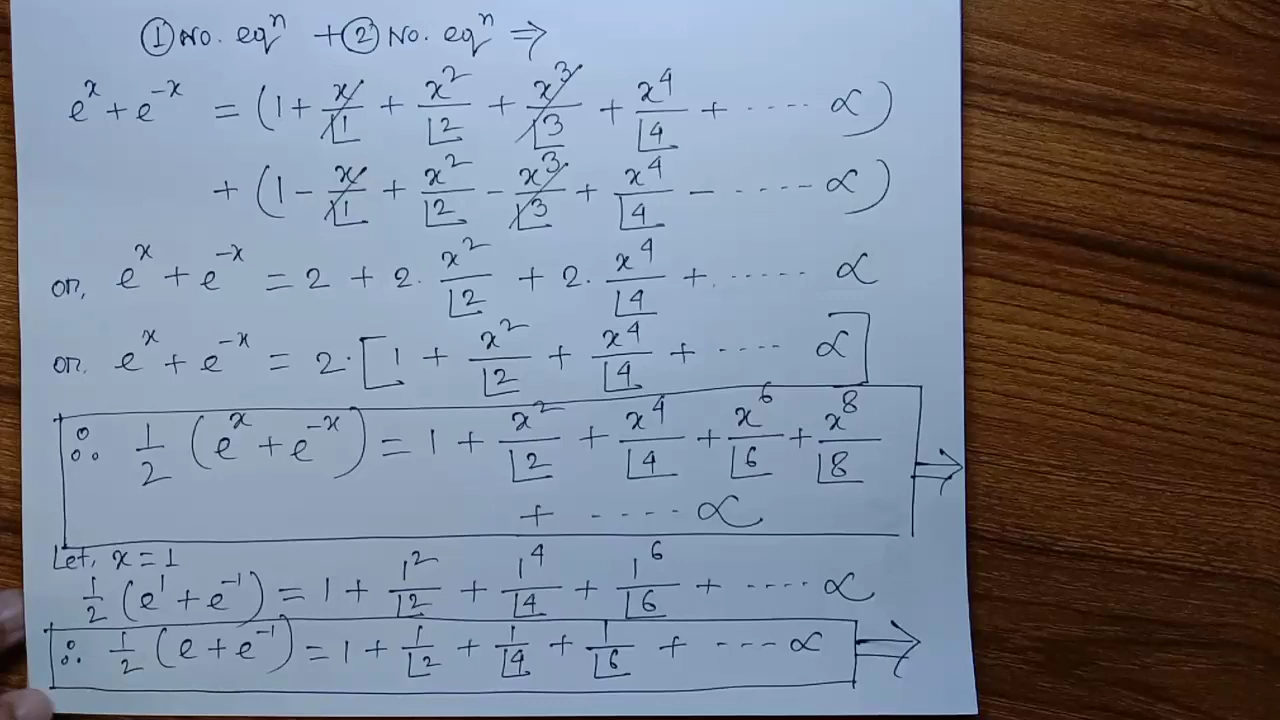 ① No. eqⁿ + ② No. eqⁿ ⇒
eˣ + e⁻ˣ = (1 + x/⌊1 + x²/⌊2 + x³/⌊3 + x⁴/⌊4 + ..... ∝)
+ (1 - x/⌊1 + x²/⌊2 - x³/⌊3 + x⁴/⌊4 - ..... ∝)
or, eˣ + e⁻ˣ = 2 + 2. x²/⌊2 + 2. x⁴/⌊4 + ...... ∝
or. eˣ + e⁻ˣ = 2. [1 + x²/⌊2 + x⁴/⌊4 + .... ∝]
∴ 1/2 (eˣ + e⁻ˣ) = 1 + x²/⌊2 + x⁴/⌊4 + x⁶/⌊6 + x⁸/⌊8 ⇒
+ ..... ∝
Let, x = 1
1/2 (e¹ + e⁻¹) = 1 + 1²/⌊2 + 1⁴/⌊4 + 1⁶/⌊6 + ..... ∝
∴ 1/2 (e + e⁻¹) = 1 + 1/⌊2 + 1/⌊4 + 1/⌊6 + .... ∝ ⇒